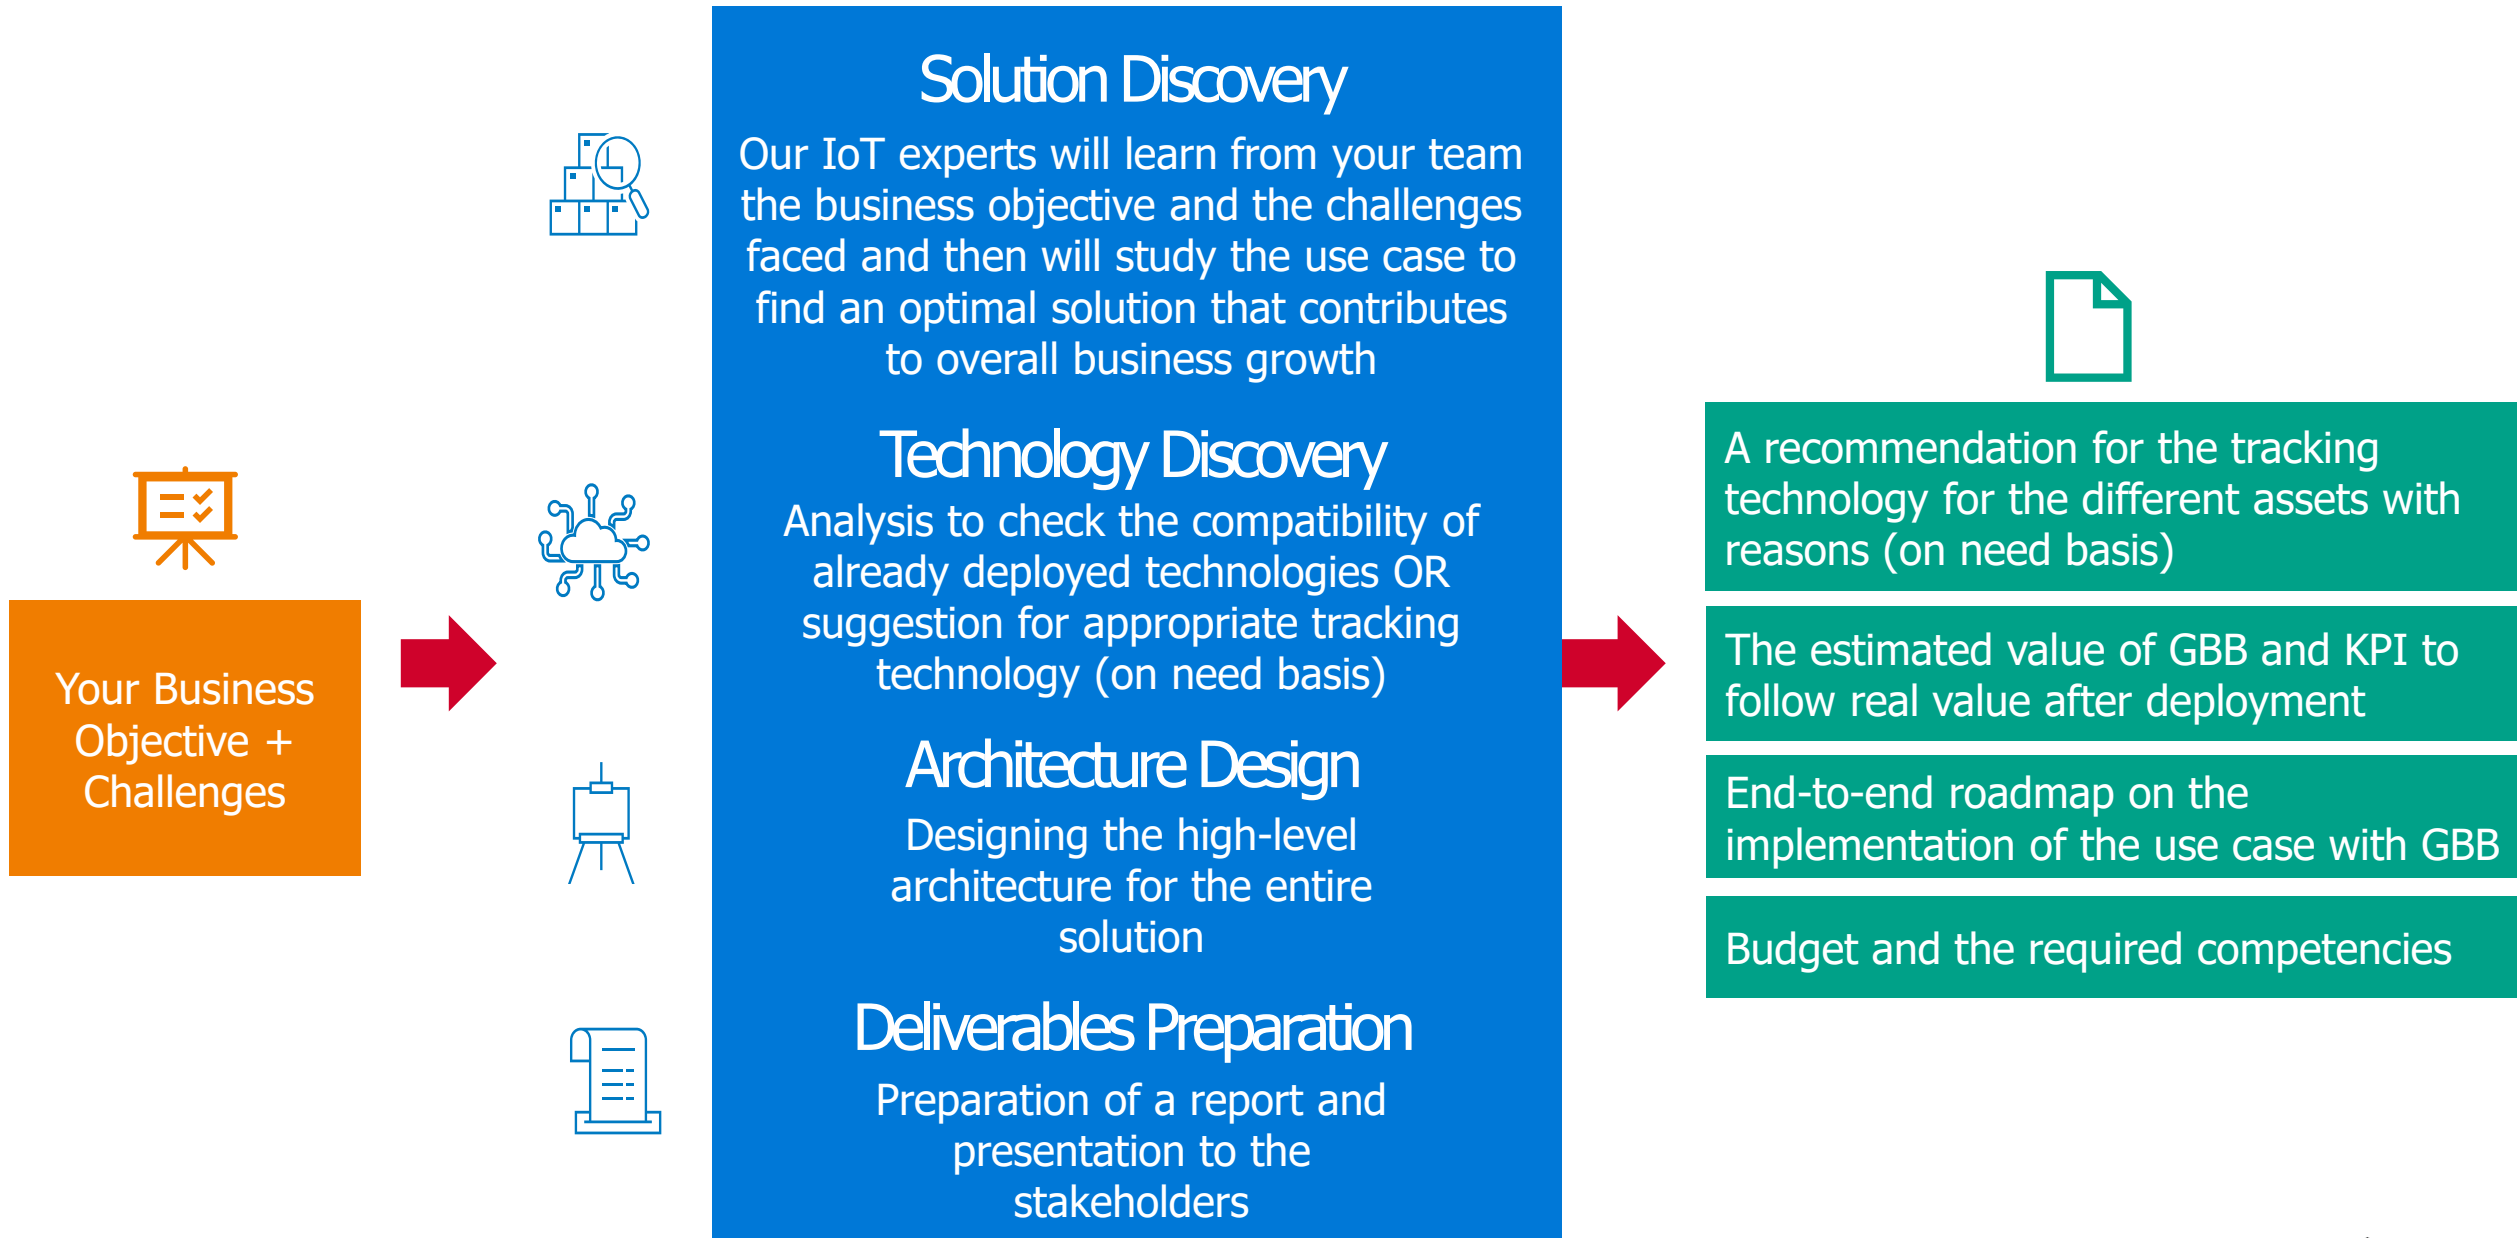 Your Business
Objective +
Challenges
Solution Discovery
Our IoT experts will learn from your team
the business objective and the challenges
faced and then will study the use case to
find an optimal solution that contributes
to overall business growth
Technology Discovery
Analysis to check the compatibility of
already deployed technologies OR
suggestion for appropriate tracking
technology (on need basis)
Architecture Design
Designing the high-level
architecture for the entire
solution
Deliverables Preparation
Preparation of a report and
presentation to the
stakeholders
A recommendation for the tracking
technology for the different assets with
reasons (on need basis)
The estimated value of GBB and KPI to
follow real value after deployment
End-to-end roadmap on the
implementation of the use case with GBB
Budget and the required competencies